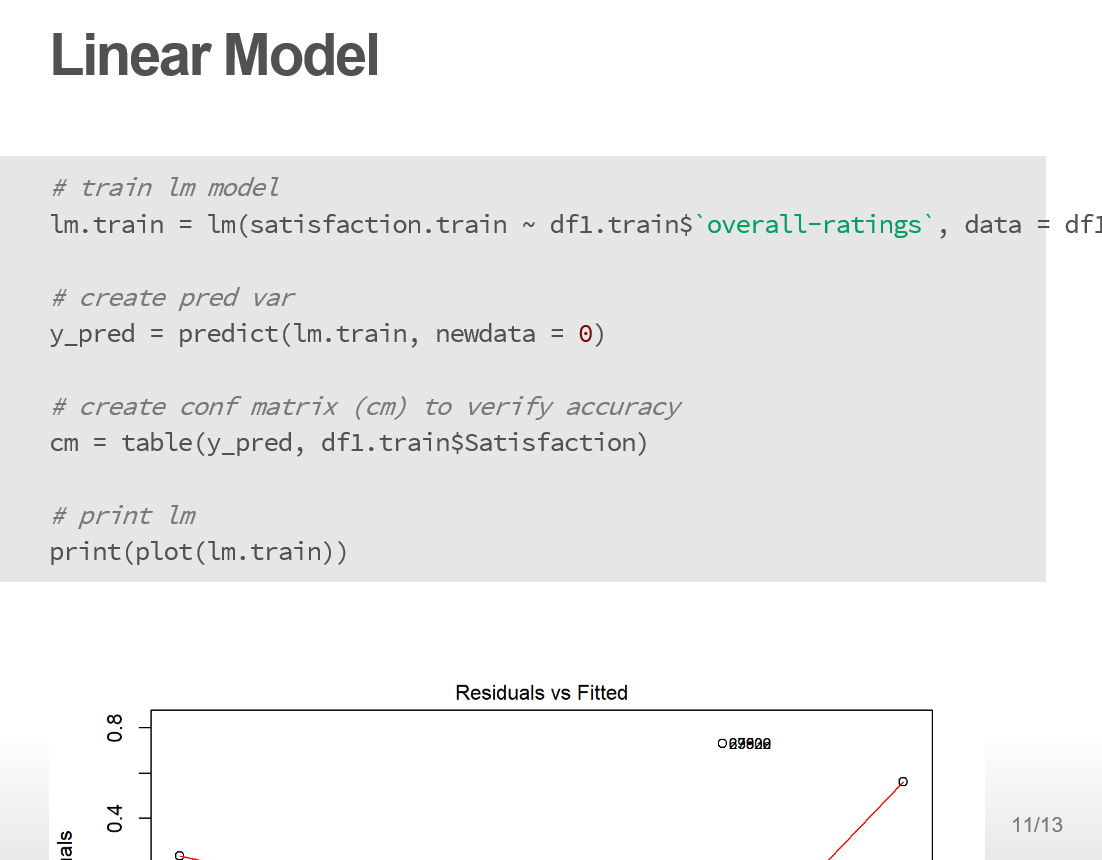 Linear Model
# train lm model
lm.train = lm(satisfaction.train ~ df1.train$`overall-ratings`, data = df1
# create pred var
y_pred = predict(lm.train, newdata = 0)
# create conf matrix (cm) to verify accuracy
cm = table(y_pred, df1.train$Satisfaction)
# print lm
print(plot(lm.train))
Residuals vs Fitted
0.8
0.4
uals
11/13